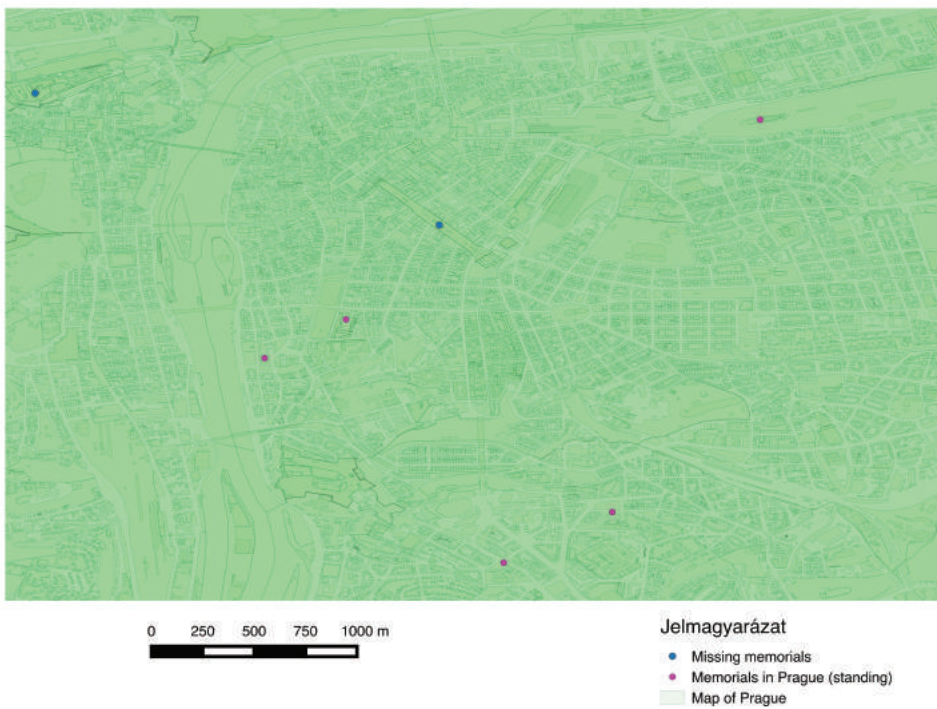 0 250 500 750 1000 m
Jelmagyarázat
Missing memorials
Memorials in Prague (standing)
Map of Prague